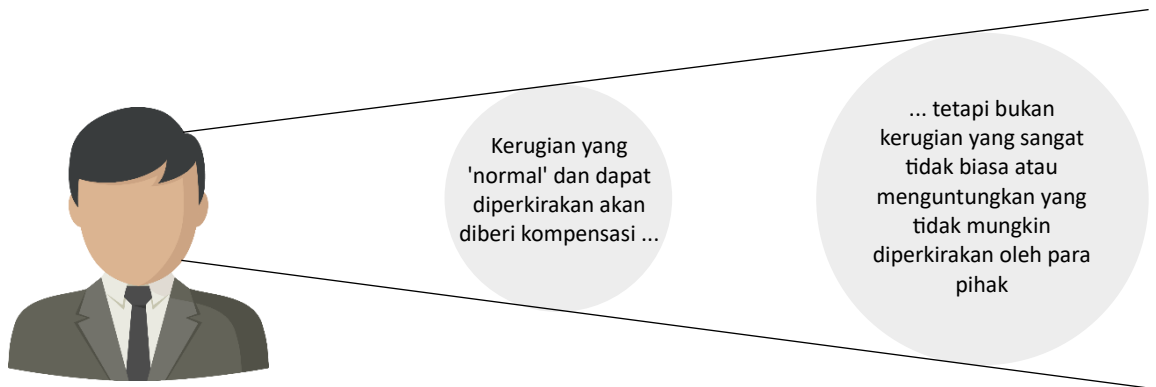 Kerugian yang
'normal' dan dapat
diperkirakan akan
diberi kompensasi ...
... tetapi bukan
kerugian yang sangat
tidak biasa atau
menguntungkan yang
tidak mungkin
diperkirakan oleh para
pihak